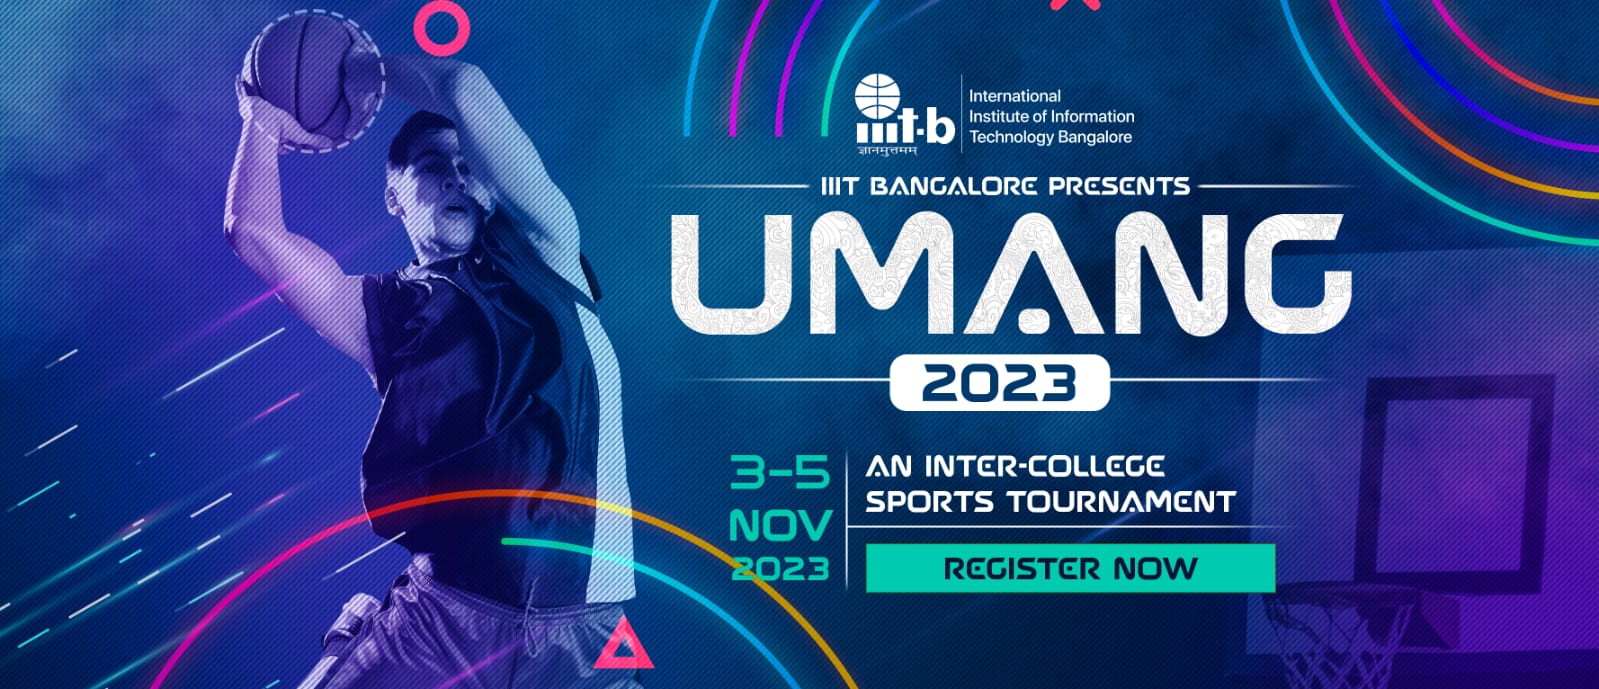 iiit-b
ज्ञानमुत्तमम्
International
Institute of Information
Technology Bangalore
IIIT BANGALORE PRESENTS
UMANG
2023
3-5
NOV
2023
AN INTER-COLLEGE
SPORTS TOURNAMENT
REGISTER NOW